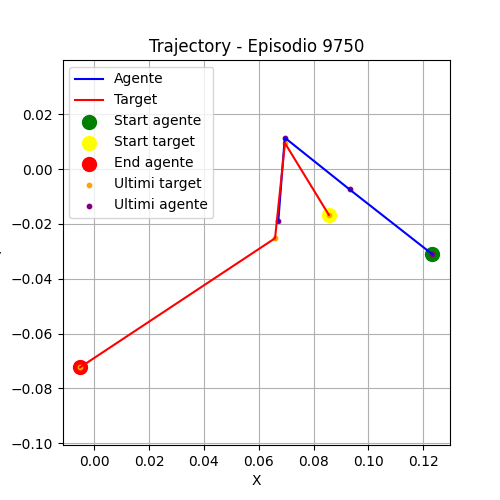 Trajectory - Episodio 9750
Agente
Target
Start agente
Start target
End agente
Ultimi target
Ultimi agente
0.02
0.00
−0.02
−0.04
−0.06
−0.08
−0.10
0.00 0.02 0.04 0.06 0.08 0.10 0.12
X